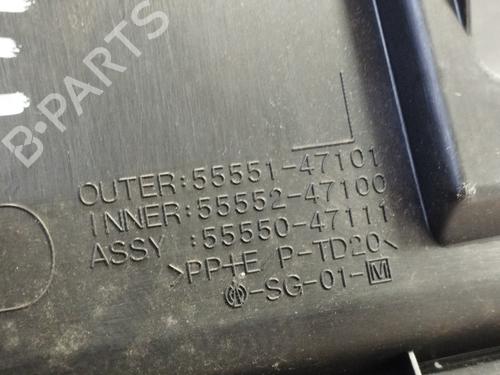 B-PARTS
OUTER:55551-47101
INNER:55552-47100
ASSY :55550-47111
>PP+E P-TD20<
-SG-01-M